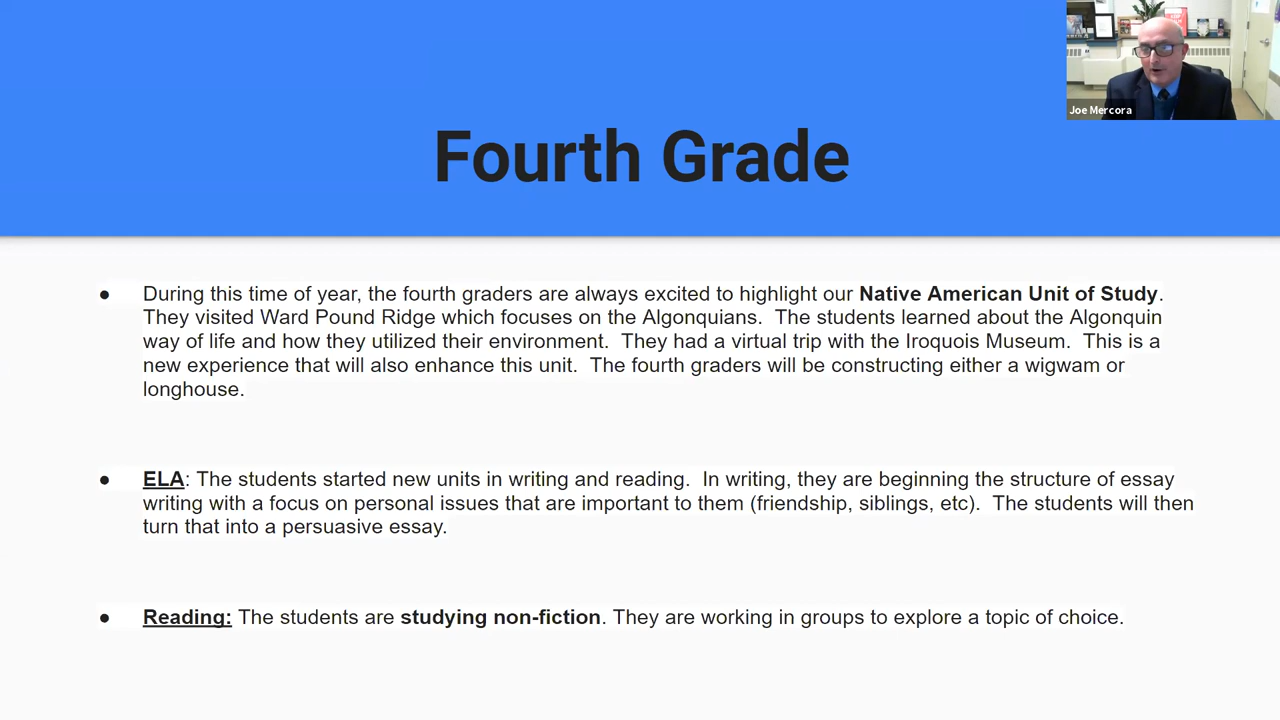 Joe Mercora
Fourth Grade
● During this time of year, the fourth graders are always excited to highlight our Native American Unit of Study.
They visited Ward Pound Ridge which focuses on the Algonquians.  The students learned about the Algonquin
way of life and how they utilized their environment.  They had a virtual trip with the Iroquois Museum.  This is a
new experience that will also enhance this unit.  The fourth graders will be constructing either a wigwam or
longhouse.
● ELA: The students started new units in writing and reading.  In writing, they are beginning the structure of essay
writing with a focus on personal issues that are important to them (friendship, siblings, etc).  The students will then
turn that into a persuasive essay.
● Reading: The students are studying non-fiction. They are working in groups to explore a topic of choice.